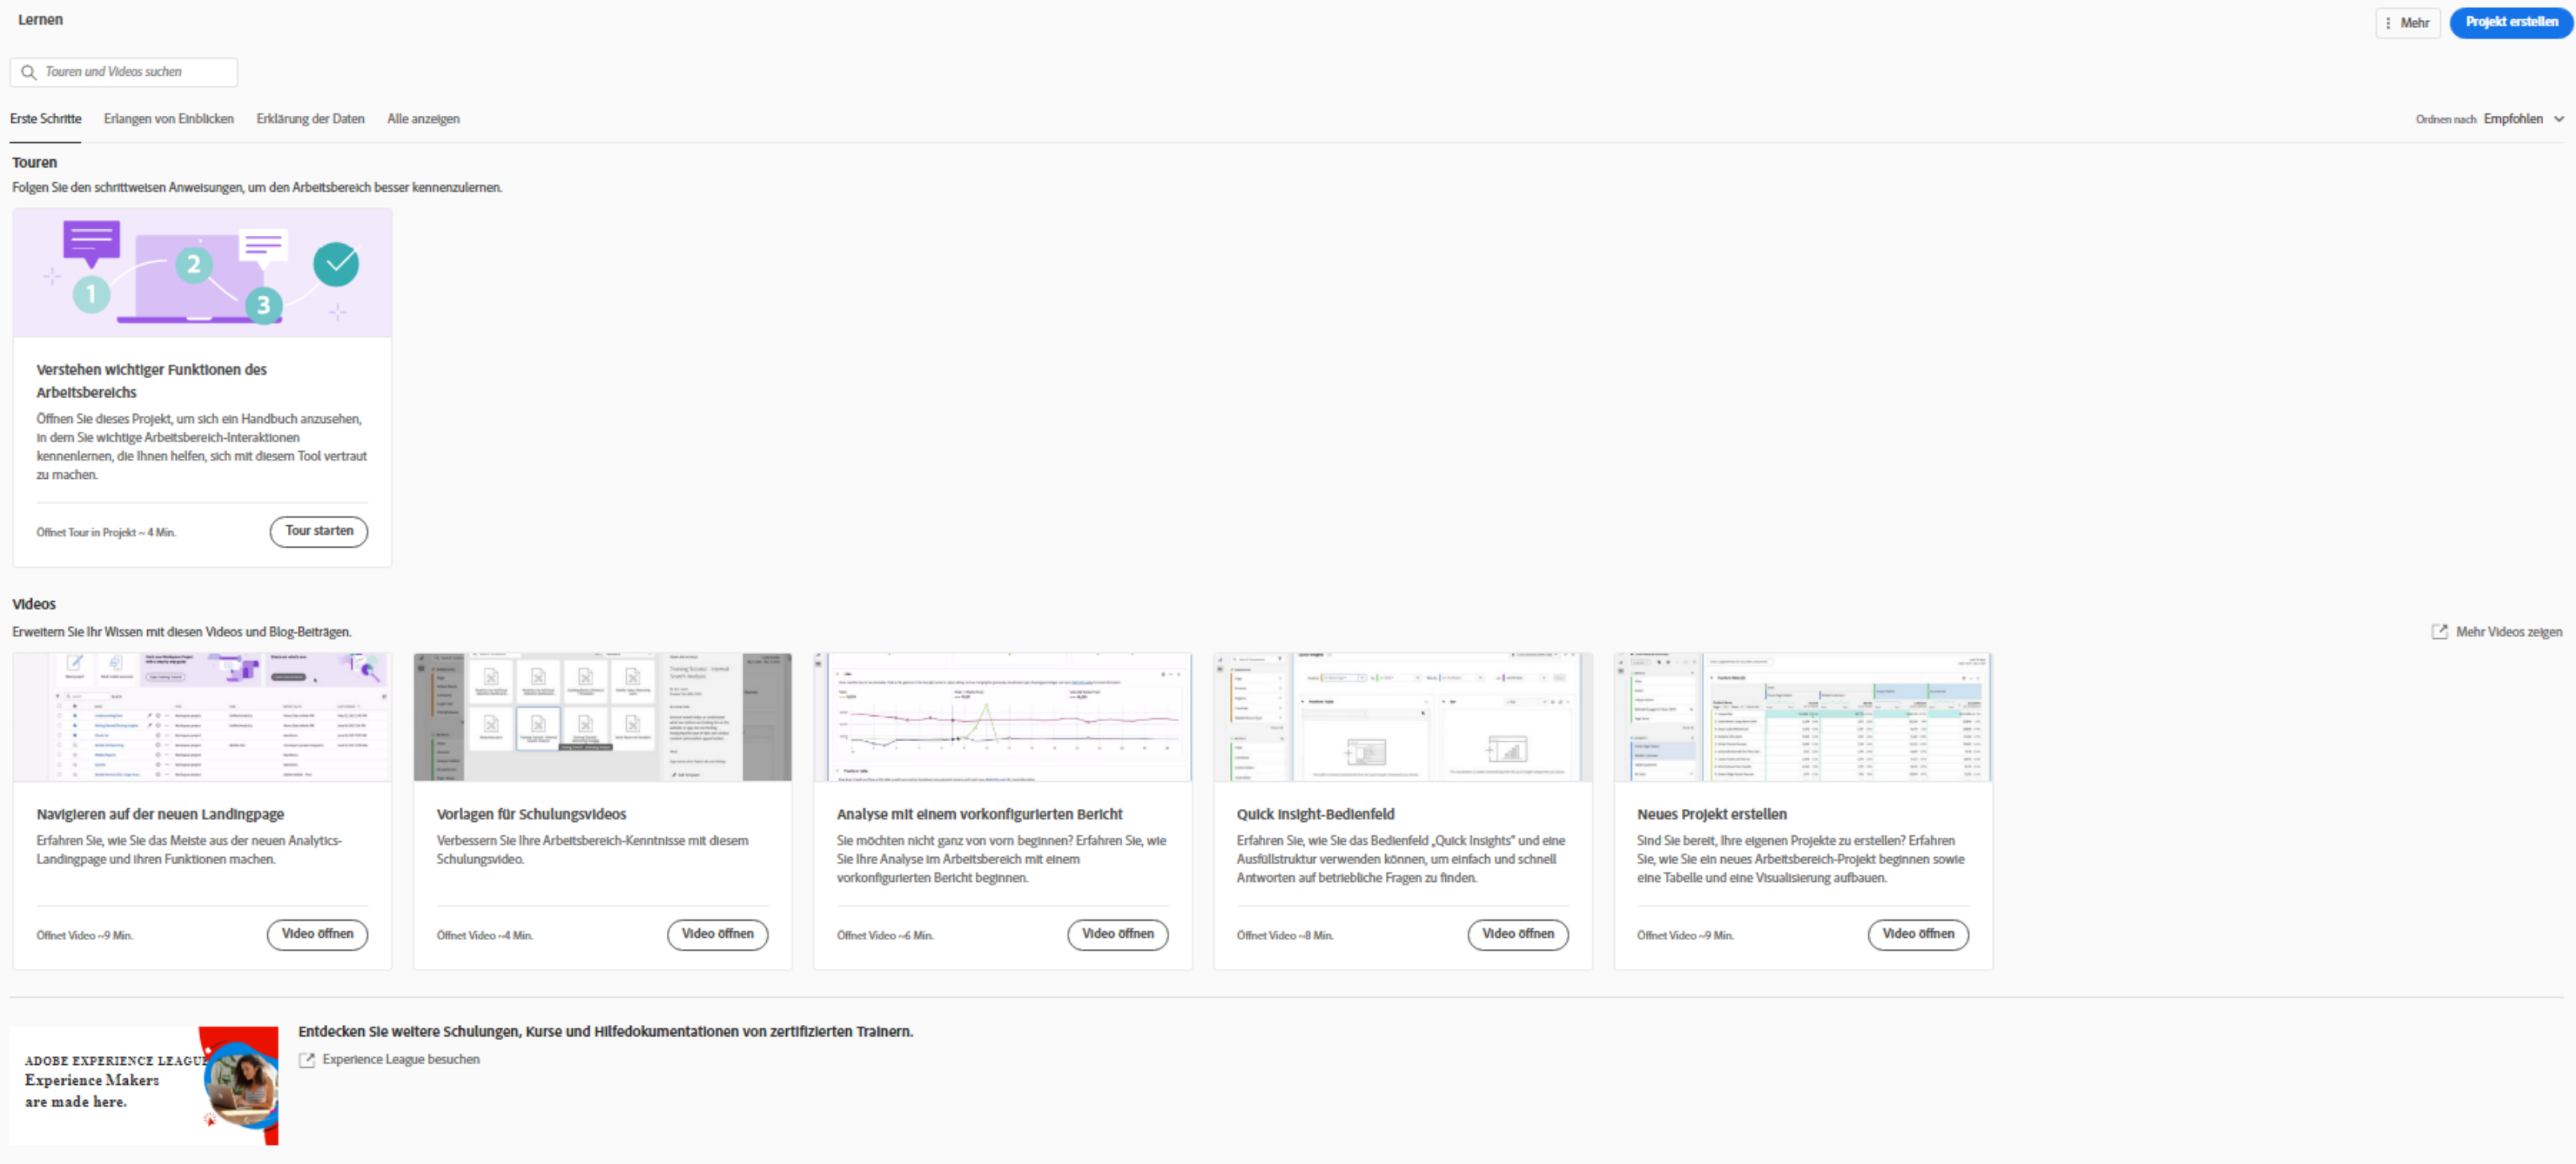 Lernen
Mehr
Projekt erstellen
Touren und Videos suchen
Erste Schritte
Erlangen von Einblicken
Erklärung der Daten
Alle anzeigen
Ordnen nach Empfohlen
Touren
Folgen Sie den schrittweisen Anweisungen, um den Arbeitsbereich besser kennenzulernen.
1
2
3
Verstehen wichtiger Funktionen des
Arbeitsbereichs
Öffnen Sie dieses Projekt, um sich ein Handbuch anzusehen,
in dem Sie wichtige Arbeitsbereich-Interaktionen
kennenlernen, die Ihnen helfen, sich mit diesem Tool vertraut
zu machen.
Öffnet Tour in Projekt ~ 4 Min.
Tour starten
Videos
Erweitern Sie Ihr Wissen mit diesen Videos und Blog-Beiträgen.
Mehr Videos zeigen
Navigieren auf der neuen Landingpage
Erfahren Sie, wie Sie das Meiste aus der neuen Analytics-
Landingpage und ihren Funktionen machen.
Öffnet Video ~9 Min.
Video öffnen
Vorlagen für Schulungsvideos
Verbessern Sie Ihre Arbeitsbereich-Kenntnisse mit diesem
Schulungsvideo.
Öffnet Video ~4 Min.
Video öffnen
Analyse mit einem vorkonfigurierten Bericht
Sie möchten nicht ganz von vorn beginnen? Erfahren Sie, wie
Sie Ihre Analyse im Arbeitsbereich mit einem
vorkonfigurierten Bericht beginnen.
Öffnet Video ~6 Min.
Video öffnen
Quick Insight-Bedienfeld
Erfahren Sie, wie Sie das Bedienfeld „Quick Insights" und eine
Ausfüllstruktur verwenden können, um einfach und schnell
Antworten auf betriebliche Fragen zu finden.
Öffnet Video ~8 Min.
Video öffnen
Neues Projekt erstellen
Sind Sie bereit, Ihre eigenen Projekte zu erstellen? Erfahren
Sie, wie Sie ein neues Arbeitsbereich-Projekt beginnen sowie
eine Tabelle und eine Visualisierung aufbauen.
Öffnet Video ~9 Min.
Video öffnen
ADOBE EXPERIENCE LEAGUE
Experience Makers
are made here.
Entdecken Sie weitere Schulungen, Kurse und Hilfedokumentationen von zertifizierten Trainern.
Experience League besuchen